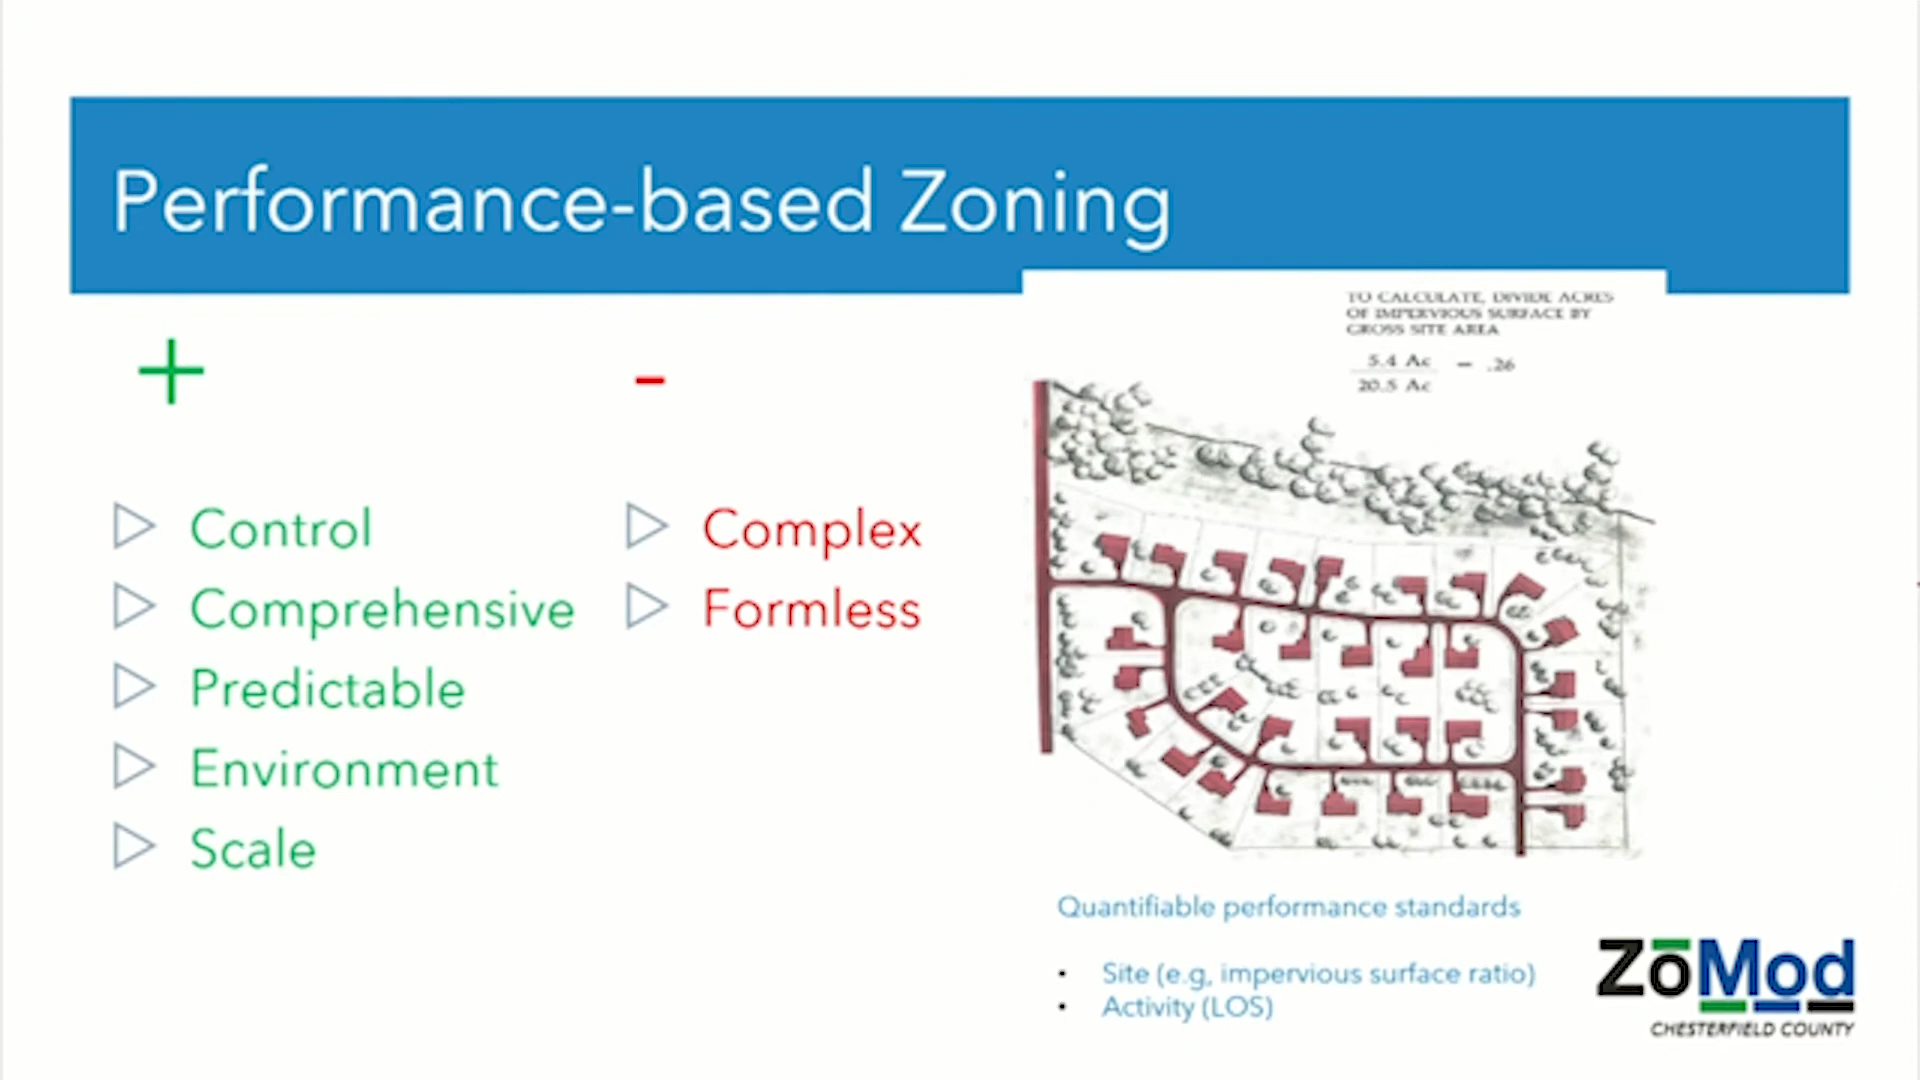 Performance-based Zoning
+
-
Control
Comprehensive
Predictable
Environment
Scale
Complex
Formless
TO CALCULATE, DIVIDE ACRES
OF IMPERVIOUS SURFACE BY
GROSS SITE AREA
5.4 Ac
20.5 Ac
= .26
Quantifiable performance standards
• Site (e.g, impervious surface ratio)
• Activity (LOS)
ZōMod
CHESTERFIELD COUNTY